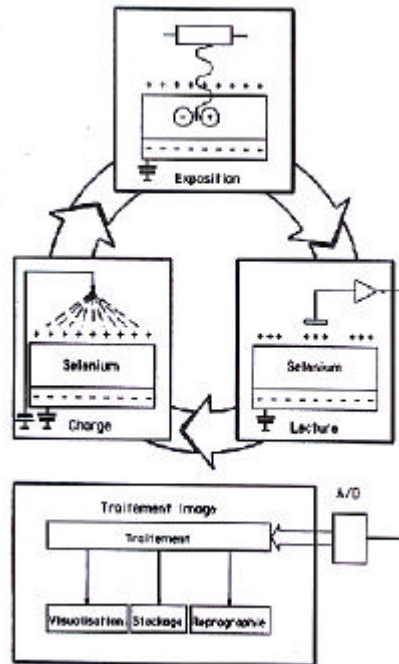 Exposition
Selenium
Charge
Selenium
Lecture
A/D
Traitement Image
Traitement
Visualisation
Stockage
Reprographie